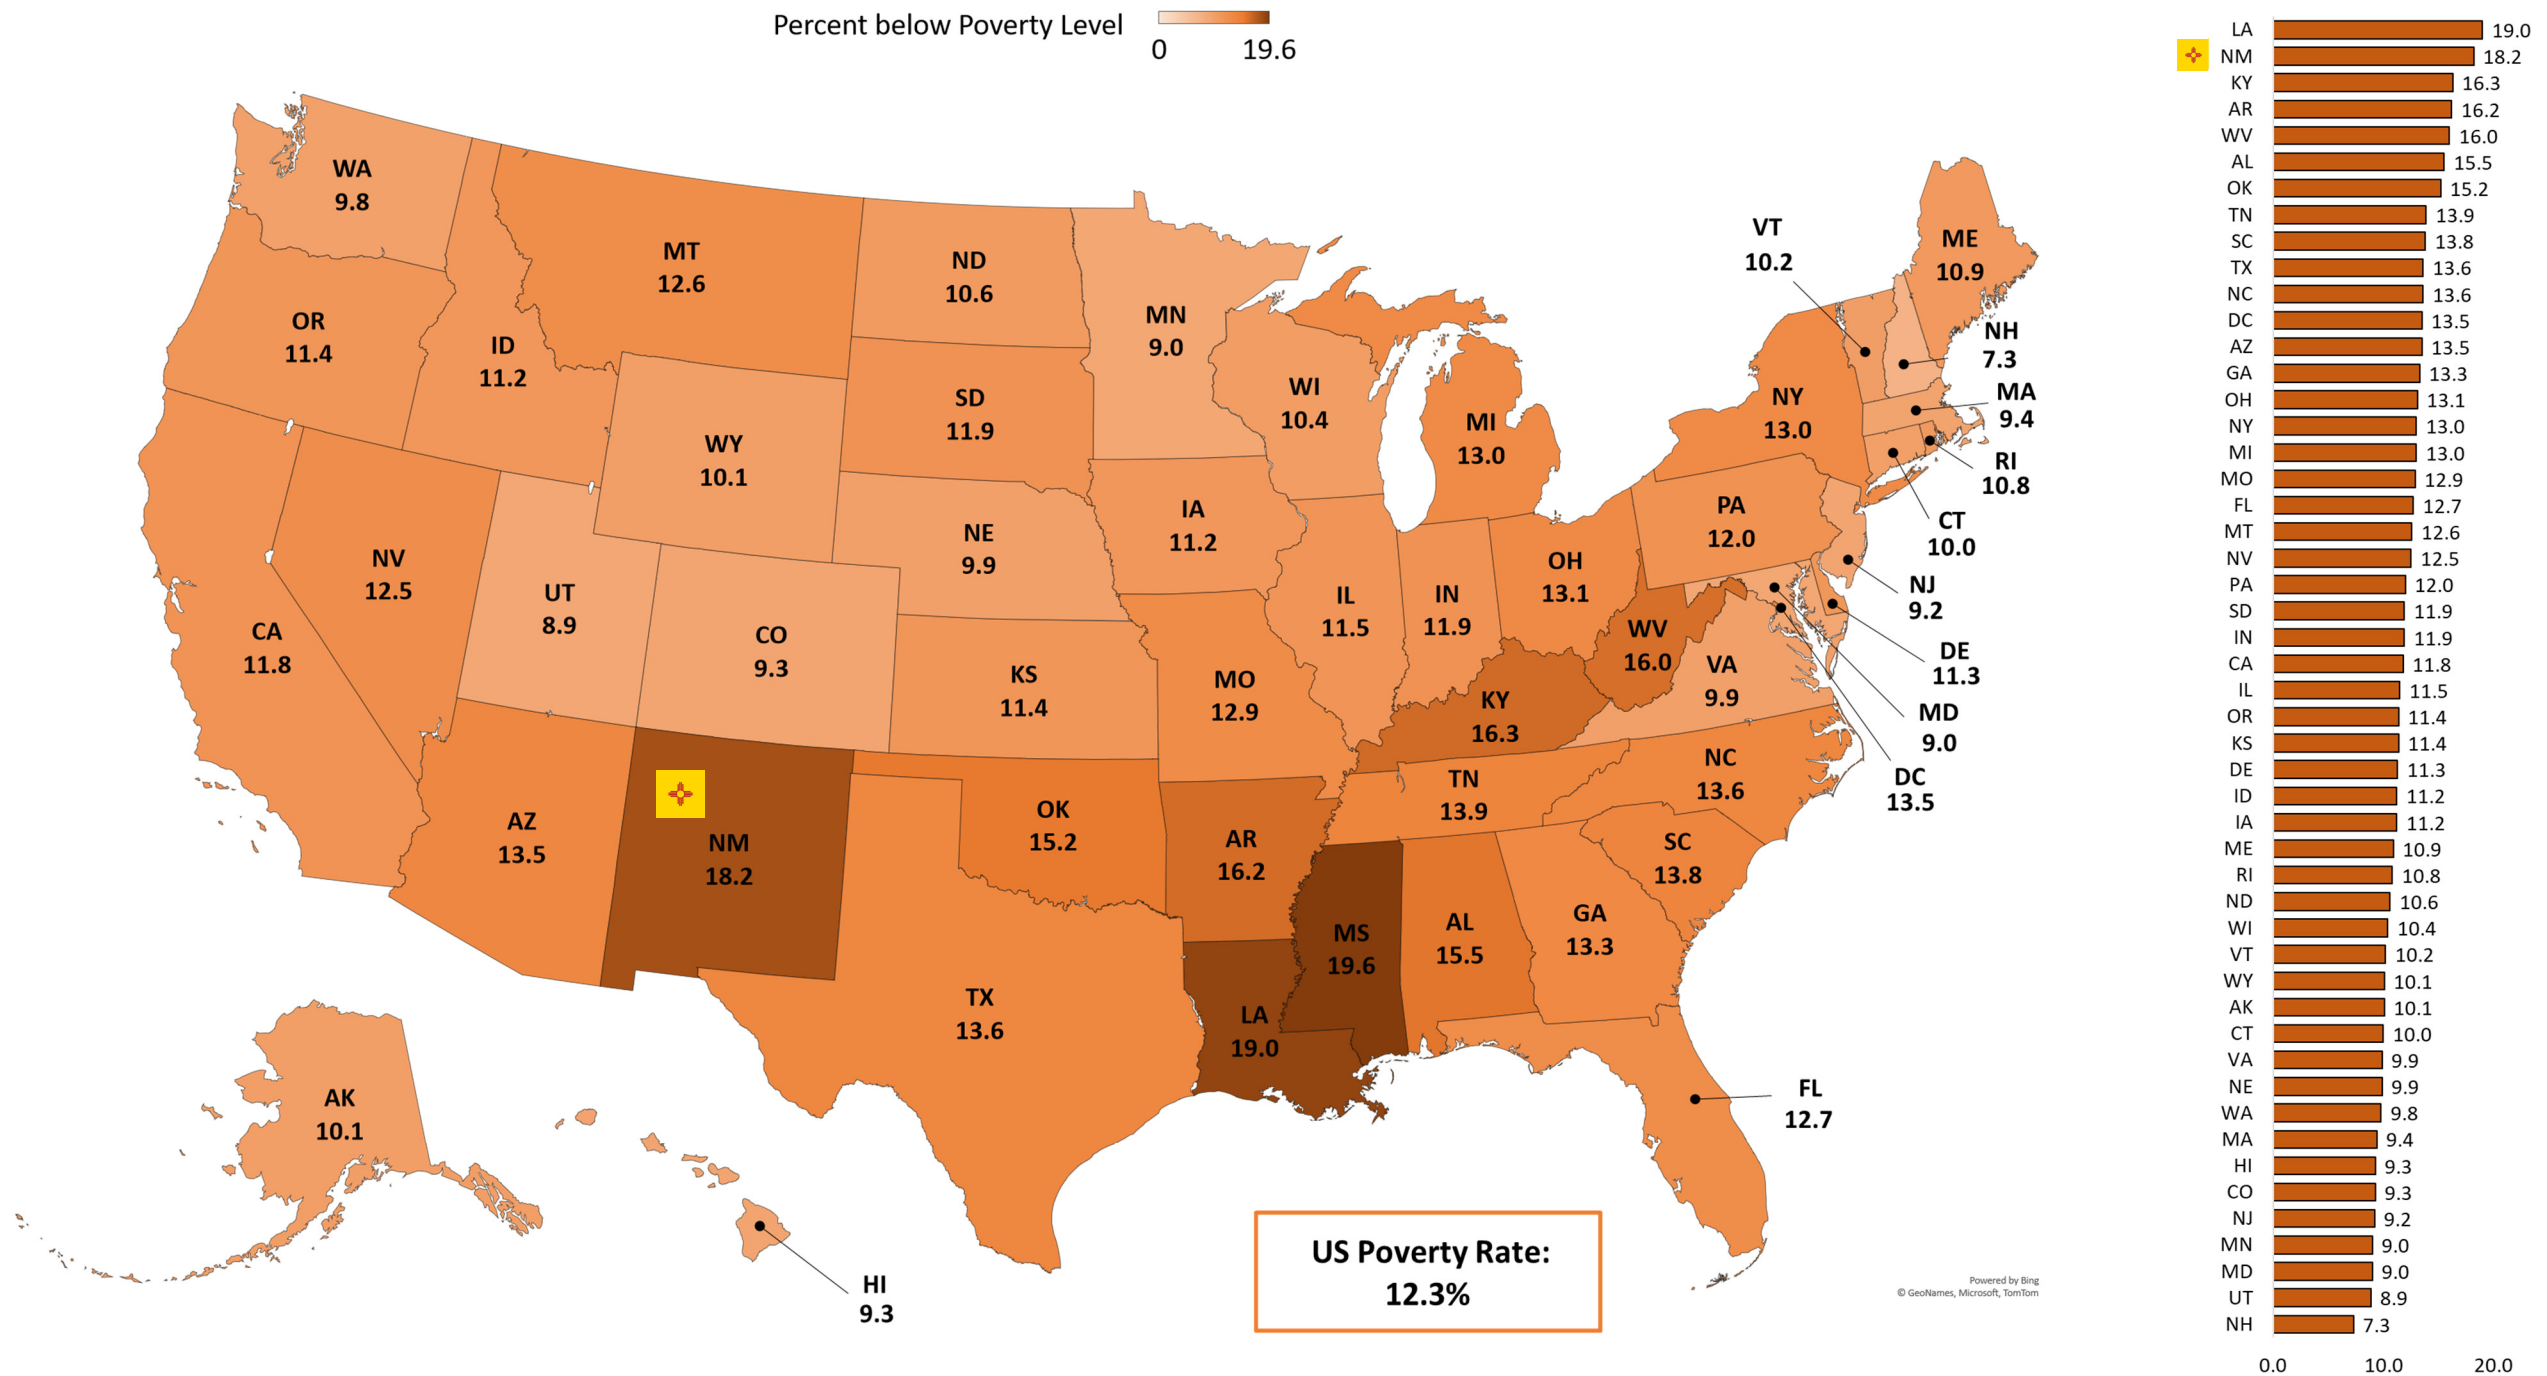 Percent below Poverty Level
0 19.6
WA
9.8
MT
12.6
ND
10.6
MN
9.0
OR
11.4
ID
11.2
WY
10.1
SD
11.9
WI
10.4
MI
13.0
VT
10.2
ME
10.9
NH
7.3
MA
9.4
NY
13.0
RI
10.8
CT
10.0
PA
12.0
NJ
9.2
DE
11.3
MD
9.0
DC
13.5
NV
12.5
UT
8.9
CA
11.8
CO
9.3
NE
9.9
IA
11.2
KS
11.4
MO
12.9
IL
11.5
IN
11.9
OH
13.1
WV
16.0
VA
9.9
KY
16.3
AZ
13.5
NM
18.2
OK
15.2
AR
16.2
TN
13.9
NC
13.6
SC
13.8
TX
13.6
LA
19.0
MS
19.6
AL
15.5
GA
13.3
FL
12.7
AK
10.1
HI
9.3
US Poverty Rate:
12.3%
Powered by Bing
© GeoNames, Microsoft, TomTom
LA 19.0
NM 18.2
KY 16.3
AR 16.2
WV 16.0
AL 15.5
OK 15.2
TN 13.9
SC 13.8
TX 13.6
NC 13.6
DC 13.5
AZ 13.5
GA 13.3
OH 13.1
NY 13.0
MI 13.0
MO 12.9
FL 12.7
MT 12.6
NV 12.5
PA 12.0
SD 11.9
IN 11.9
CA 11.8
IL 11.5
OR 11.4
KS 11.4
DE 11.3
ID 11.2
IA 11.2
ME 10.9
RI 10.8
ND 10.6
WI 10.4
VT 10.2
WY 10.1
AK 10.1
CT 10.0
VA 9.9
NE 9.9
WA 9.8
MA 9.4
HI 9.3
CO 9.3
NJ 9.2
MN 9.0
MD 9.0
UT 8.9
NH 7.3
0.0 10.0 20.0